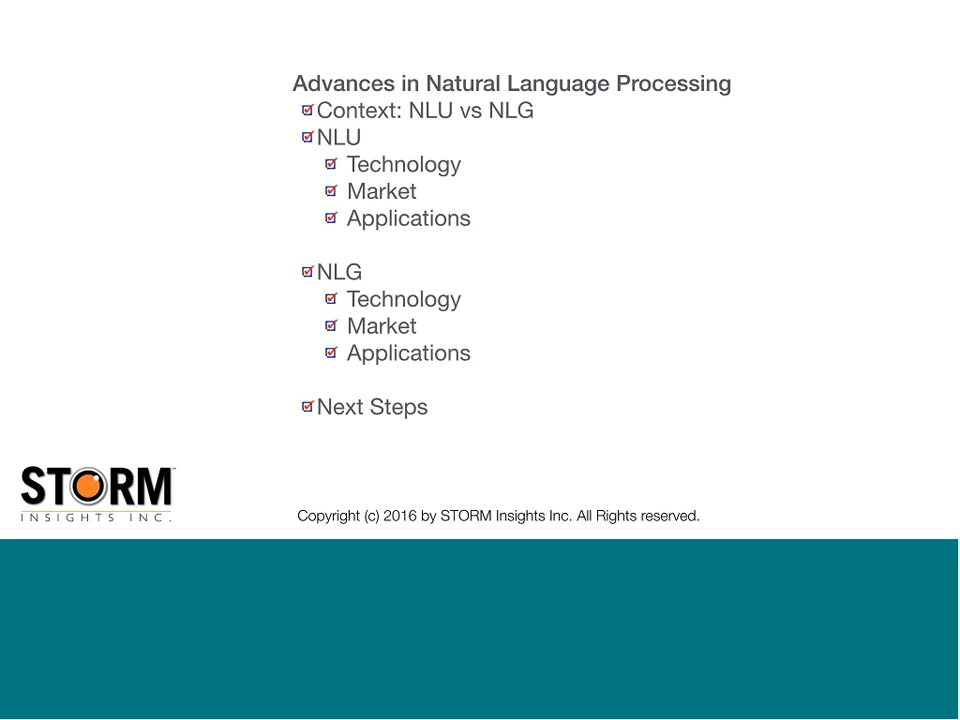 Advances in Natural Language Processing
Context: NLU vs NLG
NLU
Technology
Market
Applications
NLG
Technology
Market
Applications
Next Steps
STORM™
INSIGHTS INC.
Copyright (c) 2016 by STORM Insights Inc. All Rights reserved.